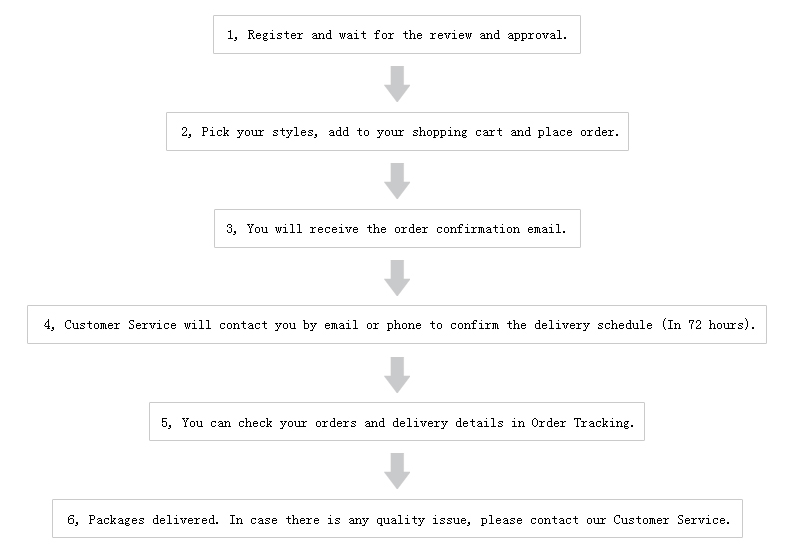 1, Register and wait for the review and approval.
2, Pick your styles, add to your shopping cart and place order.
3, You will receive the order confirmation email.
4, Customer Service will contact you by email or phone to confirm the delivery schedule (In 72 hours).
5, You can check your orders and delivery details in Order Tracking.
6, Packages delivered. In case there is any quality issue, please contact our Customer Service.